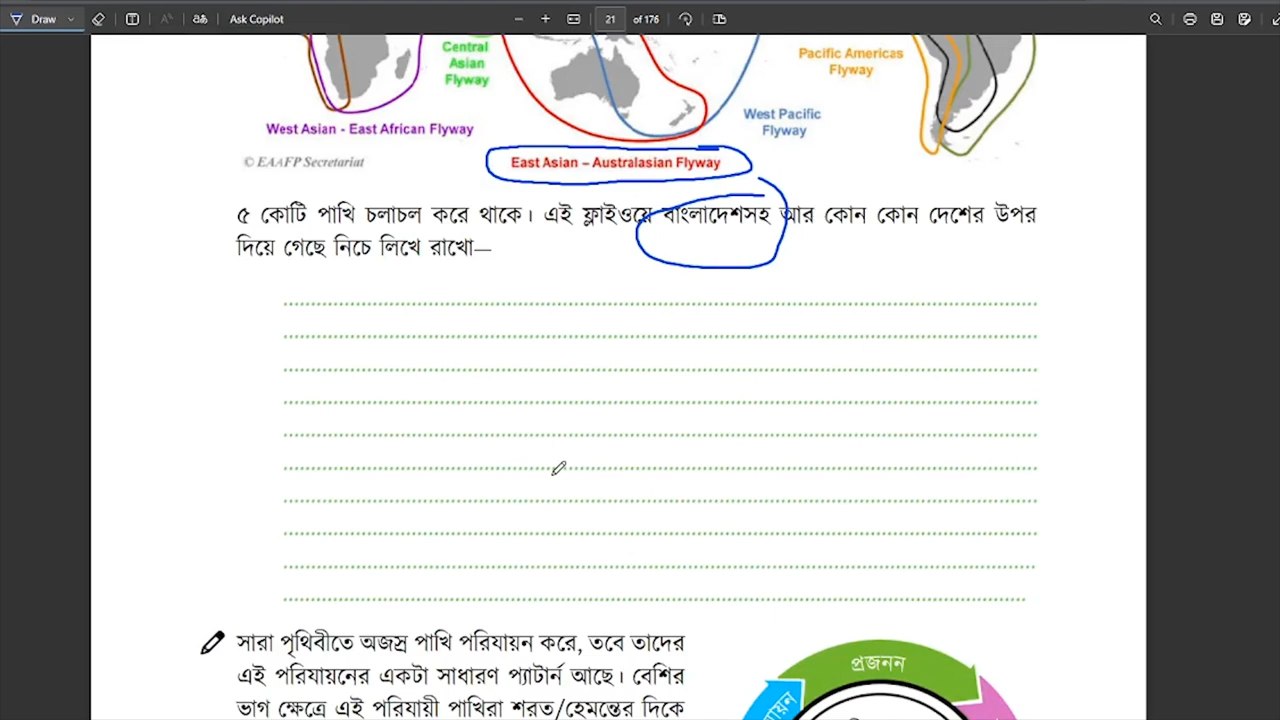 Draw
Ask Copilot
21
of 176
Central
Asian
Flyway
Pacific Americas
Flyway
West Asian - East African Flyway
West Pacific
Flyway
© EAAFP Secretariat
East Asian – Australasian Flyway
৫ কোটি পাখি চলাচল করে থাকে। এই ফ্লাইওয়ে বাংলাদেশসহ আর কোন কোন দেশের উপর
দিয়ে গেছে নিচে লিখে রাখো—
সারা পৃথিবীতে অজস্র পাখি পরিযায়ন করে, তবে তাদের
এই পরিযায়নের একটা সাধারণ প্যাটার্ন আছে। বেশির
ভাগ ক্ষেত্রে এই পরিযায়ী পাখিরা শরত/হেমন্তের দিকে
প্রজনন